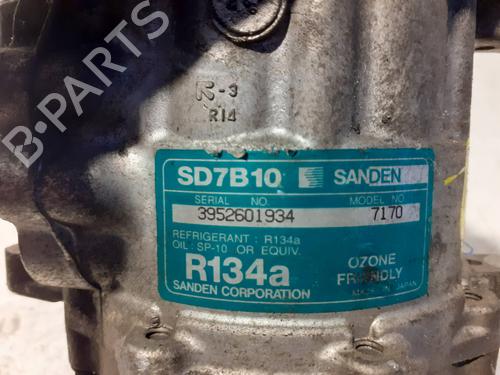 -3
R14
SD7B10 SANDEN
SERIAL NO. MODEL NO.
3952601934 7170
REFRIGERANT : R134a
OIL: SP-10 OR EQUIV.
R134a
OZONE
FRIENDLY
SANDEN CORPORATION
MADE IN JAPAN